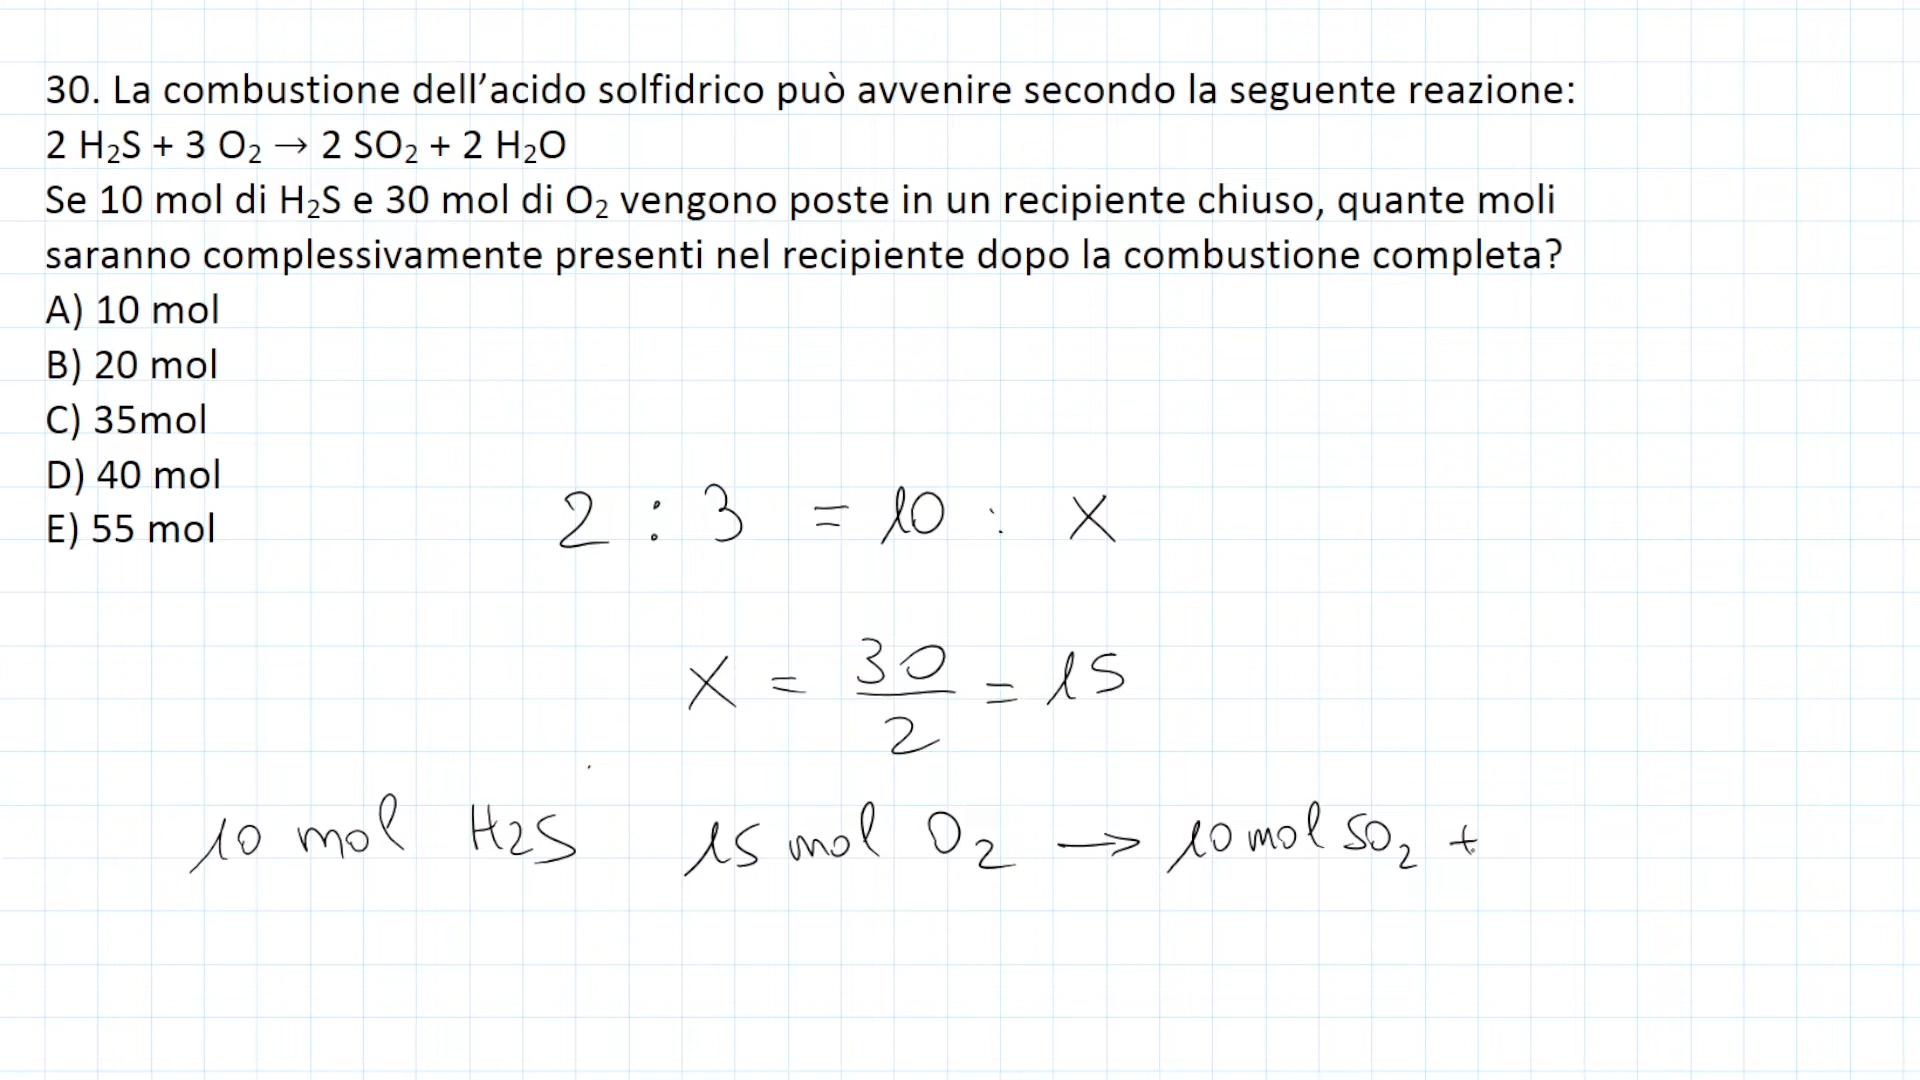 30. La combustione dell’acido solfidrico può avvenire secondo la seguente reazione:
2 H₂S + 3 O₂ → 2 SO₂ + 2 H₂O
Se 10 mol di H₂S e 30 mol di O₂ vengono poste in un recipiente chiuso, quante moli
saranno complessivamente presenti nel recipiente dopo la combustione completa?
A) 10 mol
B) 20 mol
C) 35mol
D) 40 mol
E) 55 mol
2 : 3 = 10 : X
X = 30/2 = 15
10 mol H2S 15 mol O₂ → 10 mol SO₂ +